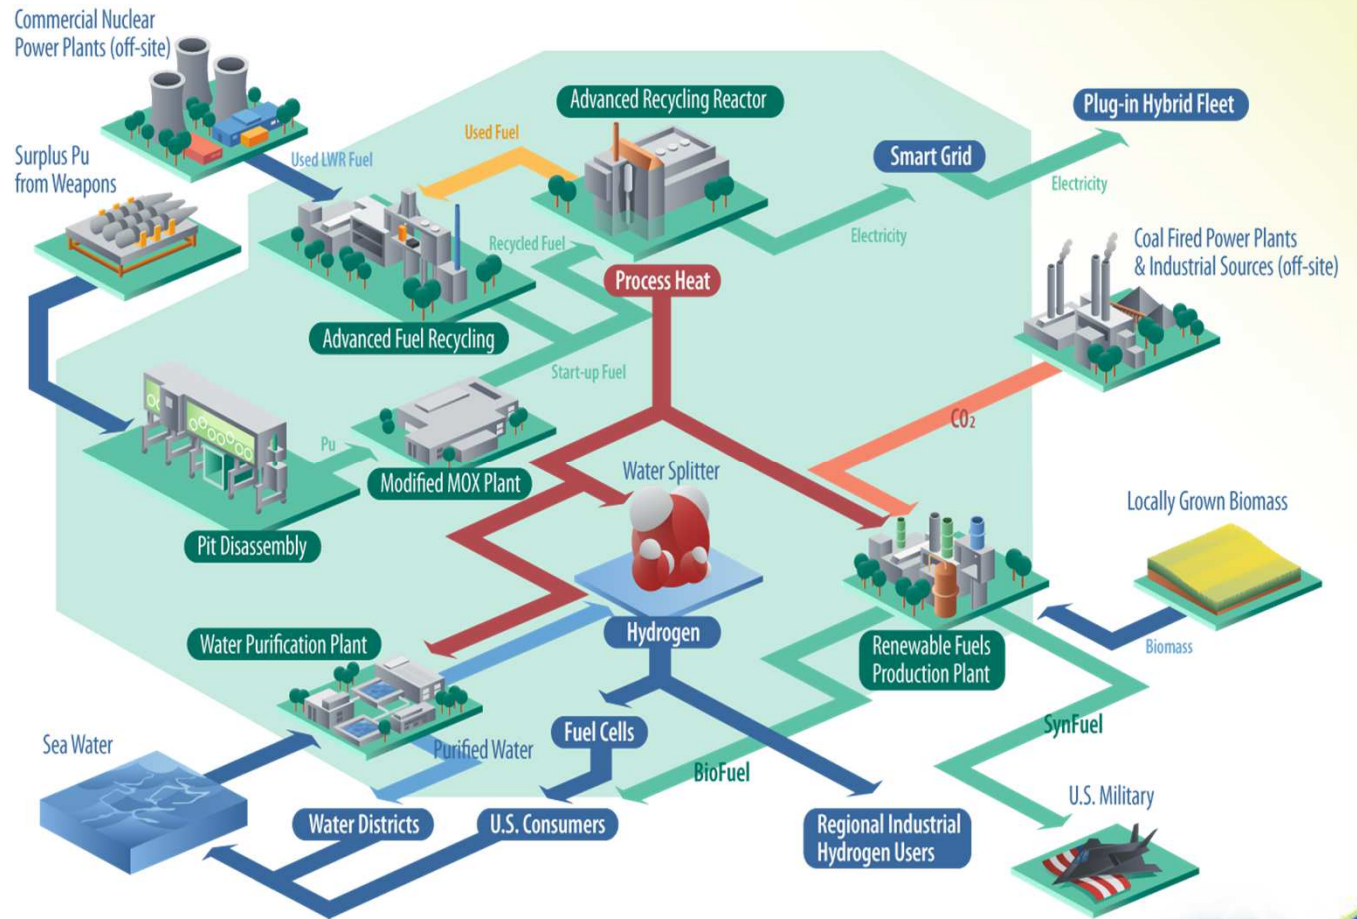 Commercial Nuclear
Power Plants (off-site)
Advanced Recycling Reactor
Plug-in Hybrid Fleet
Used Fuel
Smart Grid
Used LWR Fuel
Surplus Pu
from Weapons
Electricity
Electricity
Recycled Fuel
Coal Fired Power Plants
& Industrial Sources (off-site)
Process Heat
Advanced Fuel Recycling
Start-up Fuel
CO₂
Pu
Modified MOX Plant
Water Splitter
Locally Grown Biomass
Pit Disassembly
Hydrogen
Water Purification Plant
Renewable Fuels
Production Plant
Biomass
Sea Water
Purified Water
Fuel Cells
SynFuel
BioFuel
U.S. Military
Water Districts
U.S. Consumers
Regional Industrial
Hydrogen Users